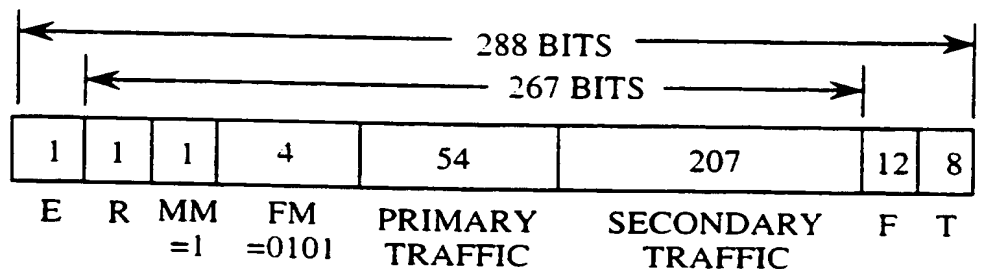 288 BITS
267 BITS
1 1 1 4 54 207 12 8
E R MM FM PRIMARY SECONDARY F T
=1 =0101 TRAFFIC TRAFFIC